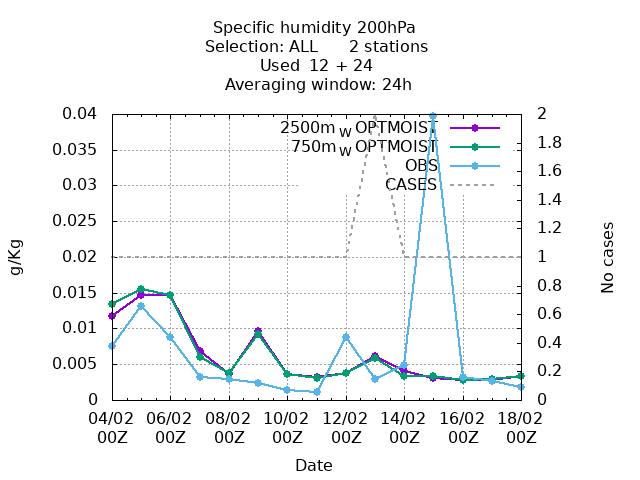 Specific humidity 200hPa
Selection: ALL 2 stations
Used 12 + 24
Averaging window: 24h
0.04
0.035
0.03
0.025
0.02
0.015
0.01
0.005
0
2
1.8
1.6
1.4
1.2
1
0.8
0.6
0.4
0.2
0
2500m W OPTMOIST
750m W OPTMOIST
OBS
CASES
g/Kg
No cases
04/02 06/02 08/02 10/02 12/02 14/02 16/02 18/02
00Z 00Z 00Z 00Z 00Z 00Z 00Z 00Z
Date